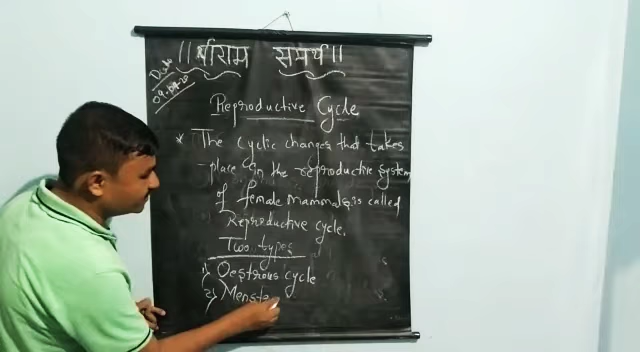 ||श्रीराम समर्थ||
Date
Reproductive Cycle
* The cyclic changes that takes
place in the reproductive system
of female mammals is called
Reproductive cycle.
Two types
1) Oestrous cycle
2) Menst